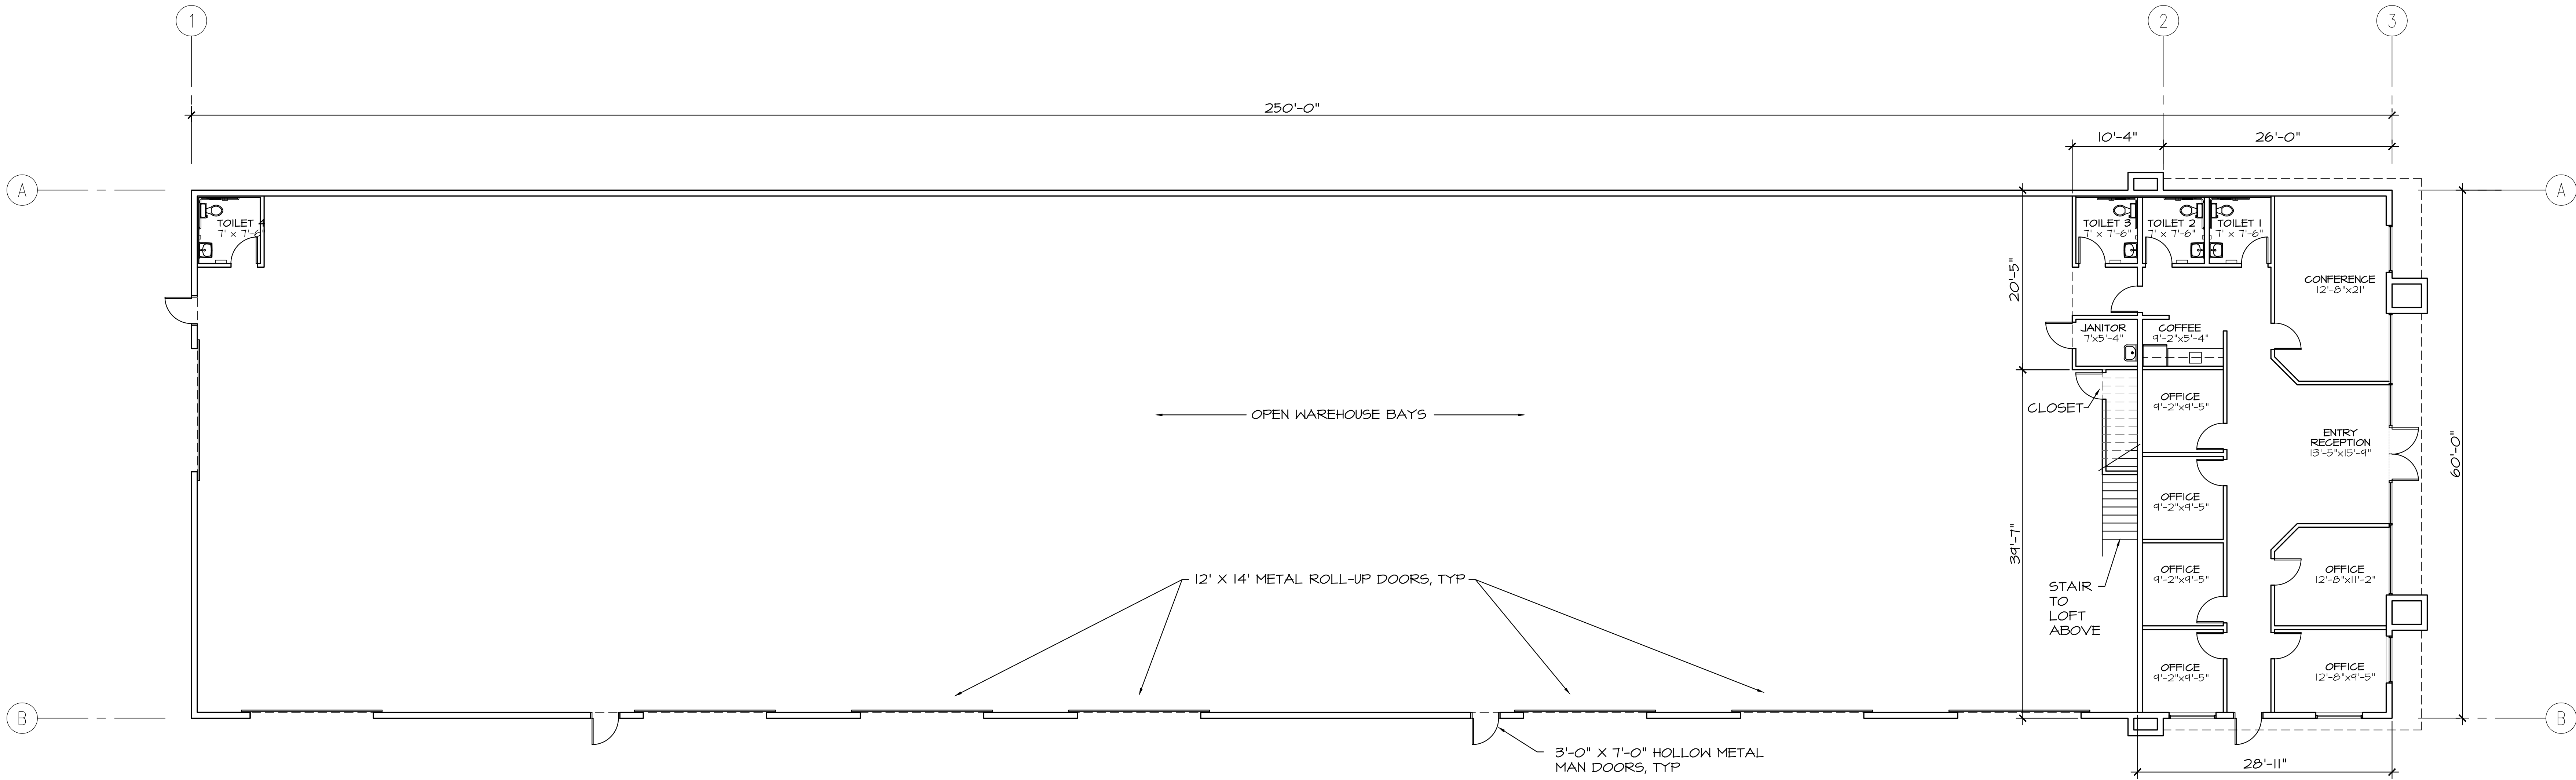 1
2
3
250'-0"
10'-4"
26'-0"
A
A
TOILET 4
7' x 7'-6"
TOILET 3
7' x 7'-6"
TOILET 2
7' x 7'-6"
TOILET 1
7' x 7'-6"
20'-5"
CONFERENCE
12'-8"x21'
JANITOR
7'x5'-4"
COFFEE
9'-2"x5'-4"
OPEN WAREHOUSE BAYS
CLOSET
OFFICE
9'-2"x9'-5"
ENTRY
RECEPTION
13'-5"x15'-9"
60'-0"
OFFICE
9'-2"x9'-5"
39'-7"
12' X 14' METAL ROLL-UP DOORS, TYP
STAIR
TO
LOFT
ABOVE
OFFICE
9'-2"x9'-5"
OFFICE
12'-8"x11'-2"
OFFICE
9'-2"x9'-5"
OFFICE
12'-8"x9'-5"
B
B
3'-0" X 7'-0" HOLLOW METAL
MAN DOORS, TYP
28'-11"